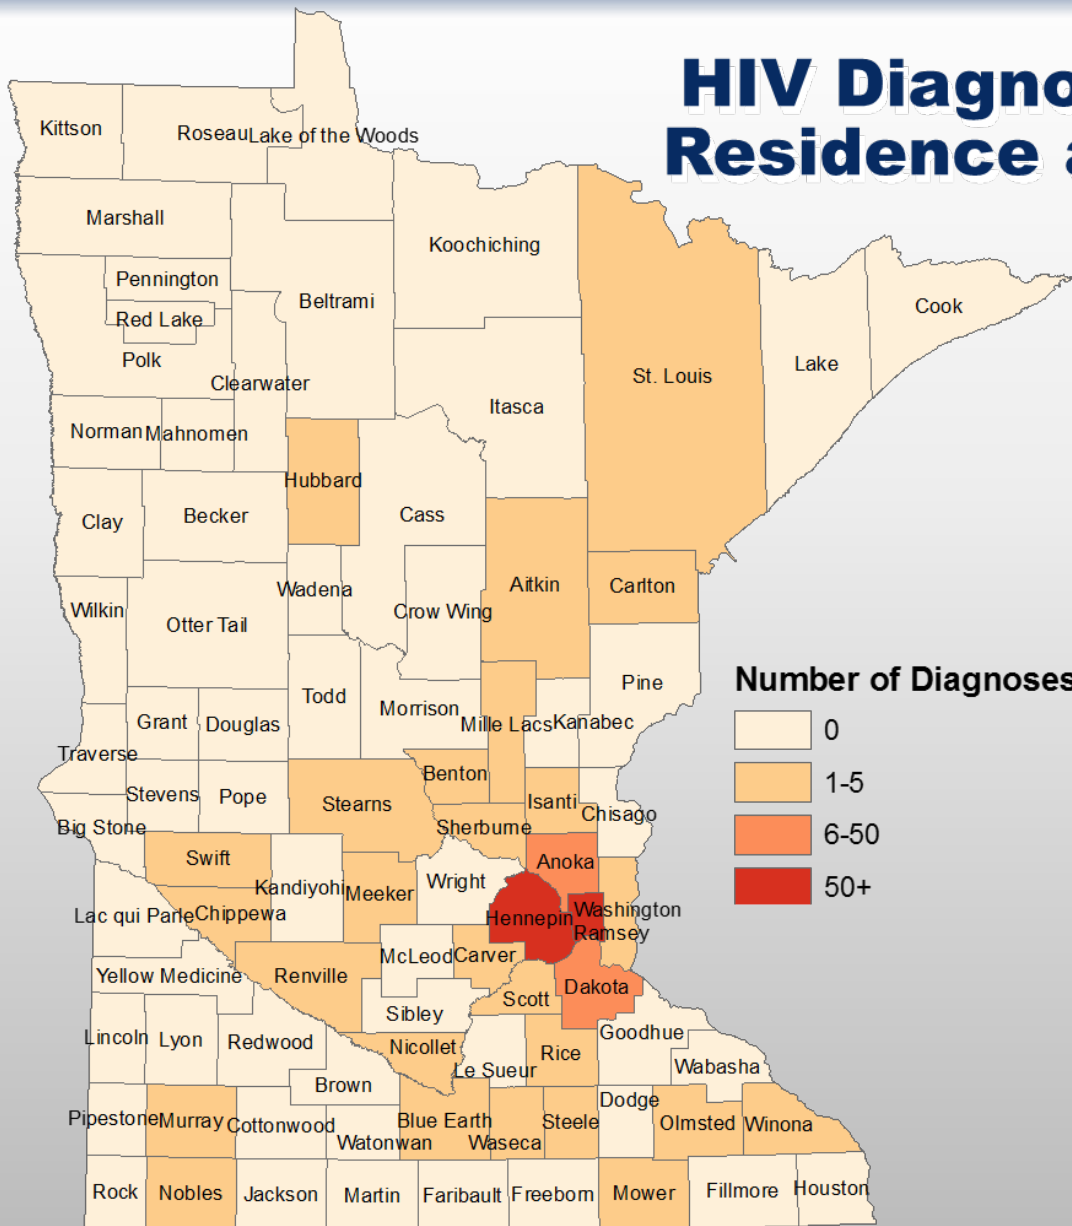 HIV Diagno
Residence a
Kittson
Roseau
Lake of the Woods
Marshall
Koochiching
Pennington
Beltrami
Red Lake
Cook
Polk
Lake
St. Louis
Clearwater
Itasca
Norman
Mahnomen
Hubbard
Clay
Becker
Cass
Aitkin
Carlton
Wadena
Wilkin
Crow Wing
Otter Tail
Number of Diagnoses
Pine
Todd
Morrison
Grant
Douglas
Mille Lacs
Kanabec
0
Traverse
Benton
1-5
Stevens
Pope
Stearns
Isanti
Chisago
Big Stone
Sherburne
6-50
Swift
Anoka
Kandiyohi
Meeker
Wright
50+
Lac qui Parle
Chippewa
Hennepin
Washington
Ramsey
McLeod
Carver
Yellow Medicine
Renville
Dakota
Scott
Sibley
Lincoln
Lyon
Redwood
Goodhue
Nicollet
Rice
Le Sueur
Wabasha
Brown
Dodge
Pipestone
Murray
Cottonwood
Blue Earth
Steele
Olmsted
Winona
Watonwan
Waseca
Rock
Nobles
Jackson
Martin
Faribault
Freeborn
Mower
Fillmore
Houston